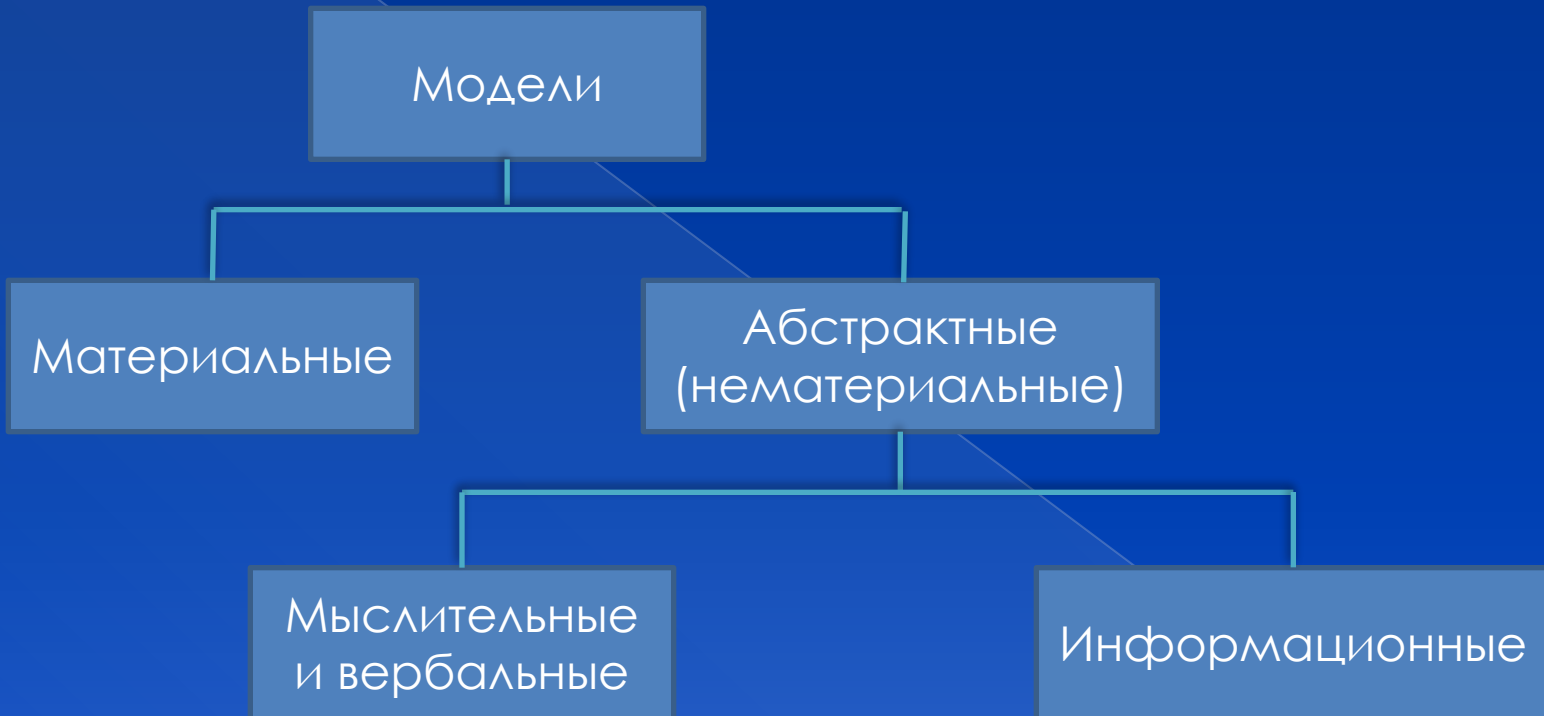 Модели
Материальные
Абстрактные
(нематериальные)
Мыслительные
и вербальные
Информационные